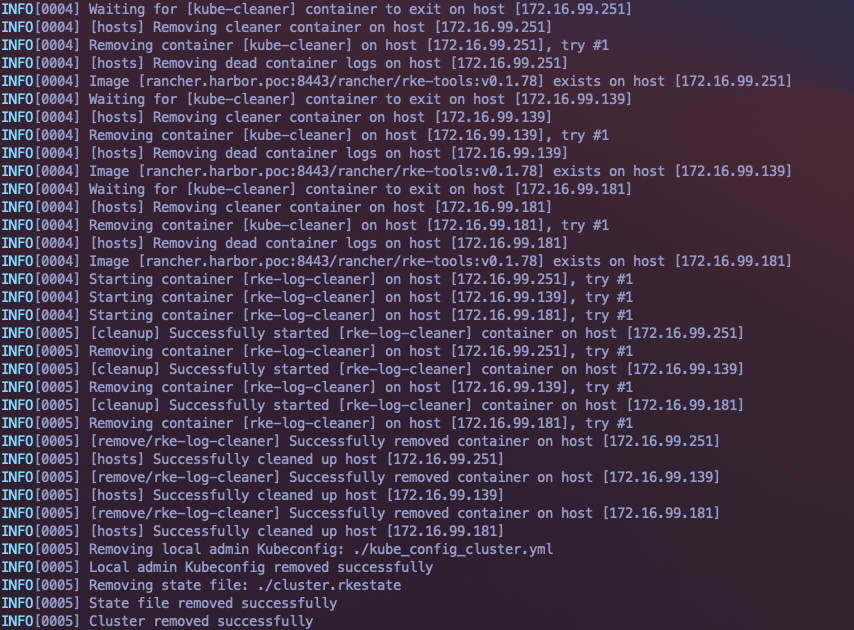 INFO[0004] Waiting for [kube-cleaner] container to exit on host [172.16.99.251]
INFO[0004] [hosts] Removing cleaner container on host [172.16.99.251]
INFO[0004] Removing container [kube-cleaner] on host [172.16.99.251], try #1
INFO[0004] [hosts] Removing dead container logs on host [172.16.99.251]
INFO[0004] Image [rancher.harbor.poc:8443/rancher/rke-tools:v0.1.78] exists on host [172.16.99.251]
INFO[0004] Waiting for [kube-cleaner] container to exit on host [172.16.99.139]
INFO[0004] [hosts] Removing cleaner container on host [172.16.99.139]
INFO[0004] Removing container [kube-cleaner] on host [172.16.99.139], try #1
INFO[0004] [hosts] Removing dead container logs on host [172.16.99.139]
INFO[0004] Image [rancher.harbor.poc:8443/rancher/rke-tools:v0.1.78] exists on host [172.16.99.139]
INFO[0004] Waiting for [kube-cleaner] container to exit on host [172.16.99.181]
INFO[0004] [hosts] Removing cleaner container on host [172.16.99.181]
INFO[0004] Removing container [kube-cleaner] on host [172.16.99.181], try #1
INFO[0004] [hosts] Removing dead container logs on host [172.16.99.181]
INFO[0004] Image [rancher.harbor.poc:8443/rancher/rke-tools:v0.1.78] exists on host [172.16.99.181]
INFO[0004] Starting container [rke-log-cleaner] on host [172.16.99.251], try #1
INFO[0004] Starting container [rke-log-cleaner] on host [172.16.99.139], try #1
INFO[0004] Starting container [rke-log-cleaner] on host [172.16.99.181], try #1
INFO[0005] [cleanup] Successfully started [rke-log-cleaner] container on host [172.16.99.251]
INFO[0005] Removing container [rke-log-cleaner] on host [172.16.99.251], try #1
INFO[0005] [cleanup] Successfully started [rke-log-cleaner] container on host [172.16.99.139]
INFO[0005] Removing container [rke-log-cleaner] on host [172.16.99.139], try #1
INFO[0005] [cleanup] Successfully started [rke-log-cleaner] container on host [172.16.99.181]
INFO[0005] Removing container [rke-log-cleaner] on host [172.16.99.181], try #1
INFO[0005] [remove/rke-log-cleaner] Successfully removed container on host [172.16.99.251]
INFO[0005] [hosts] Successfully cleaned up host [172.16.99.251]
INFO[0005] [remove/rke-log-cleaner] Successfully removed container on host [172.16.99.139]
INFO[0005] [hosts] Successfully cleaned up host [172.16.99.139]
INFO[0005] [remove/rke-log-cleaner] Successfully removed container on host [172.16.99.181]
INFO[0005] [hosts] Successfully cleaned up host [172.16.99.181]
INFO[0005] Removing local admin Kubeconfig: ./kube_config_cluster.yml
INFO[0005] Local admin Kubeconfig removed successfully
INFO[0005] Removing state file: ./cluster.rkestate
INFO[0005] State file removed successfully
INFO[0005] Cluster removed successfully